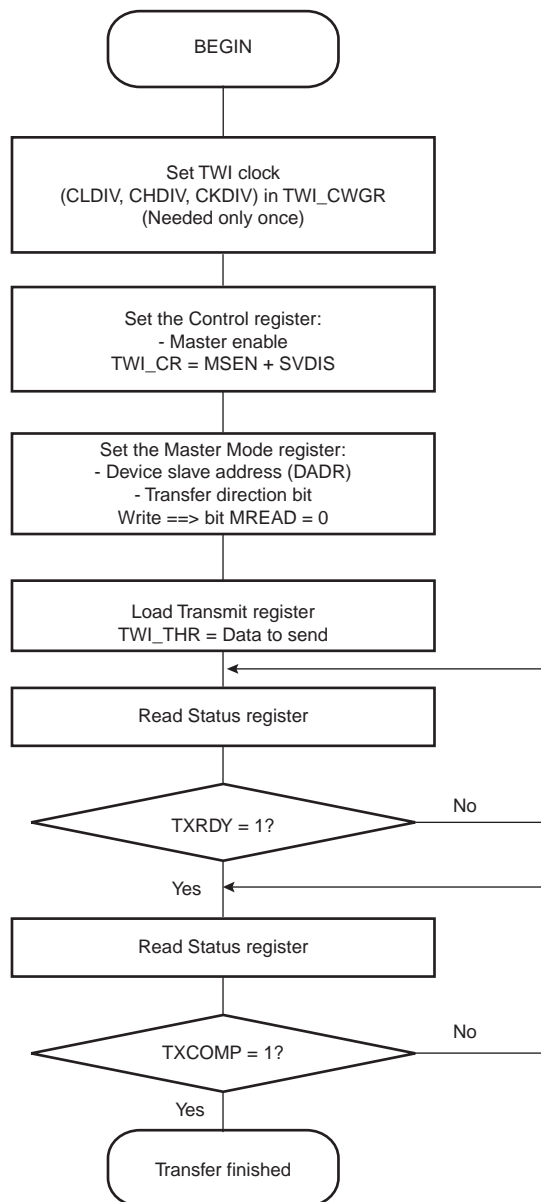 BEGIN
Set TWI clock
(CLDIV, CHDIV, CKDIV) in TWI_CWGR
(Needed only once)
Set the Control register:
- Master enable
TWI_CR = MSEN + SVDIS
Set the Master Mode register:
- Device slave address (DADR)
- Transfer direction bit
Write ==> bit MREAD = 0
Load Transmit register
TWI_THR = Data to send
Read Status register
TXRDY = 1?
No
Yes
Read Status register
TXCOMP = 1?
No
Yes
Transfer finished